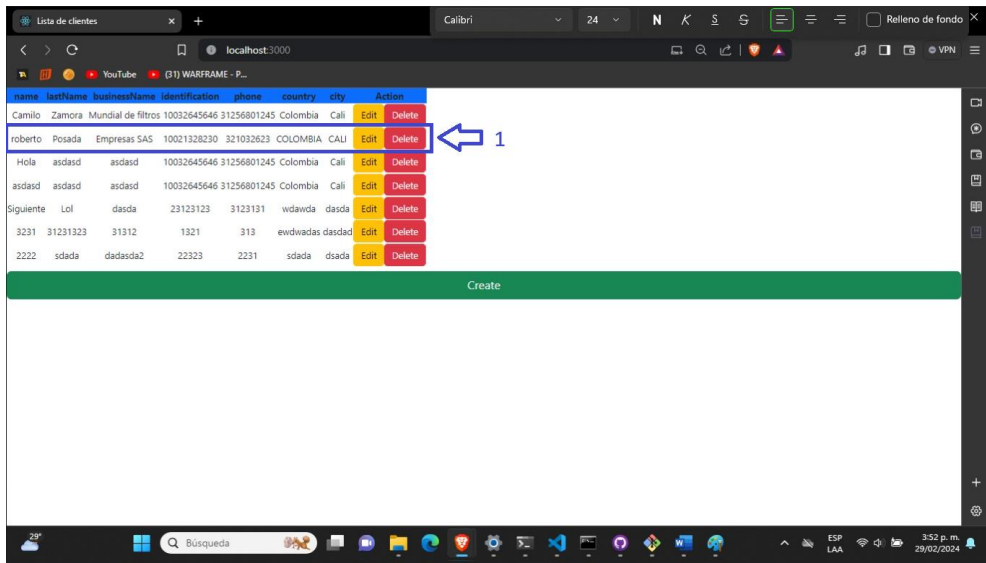 Lista de clientes
Calibri 24 N K S S Relleno de fondo
localhost:3000 VPN
YouTube (31) WARFRAME - P...
name lastName businessName identification phone country city Action
Camilo Zamora Mundial de filtros 10032645646 31256801245 Colombia Cali Edit Delete
roberto Posada Empresas SAS 10021328230 321032623 COLOMBIA CALI Edit Delete 1
Hola asdasd asdasd 10032645646 31256801245 Colombia Cali Edit Delete
asdasd asdasd asdasd 10032645646 31256801245 Colombia Cali Edit Delete
Siguiente Lol dasda 23123123 3123131 wdawda dasda Edit Delete
3231 31231323 31312 1321 313 ewdwadas dasdad Edit Delete
2222 sdada dadasda2 22323 2231 sdada dsada Edit Delete
Create
29° Búsqueda ESP 3:52 p. m.
LAA 29/02/2024